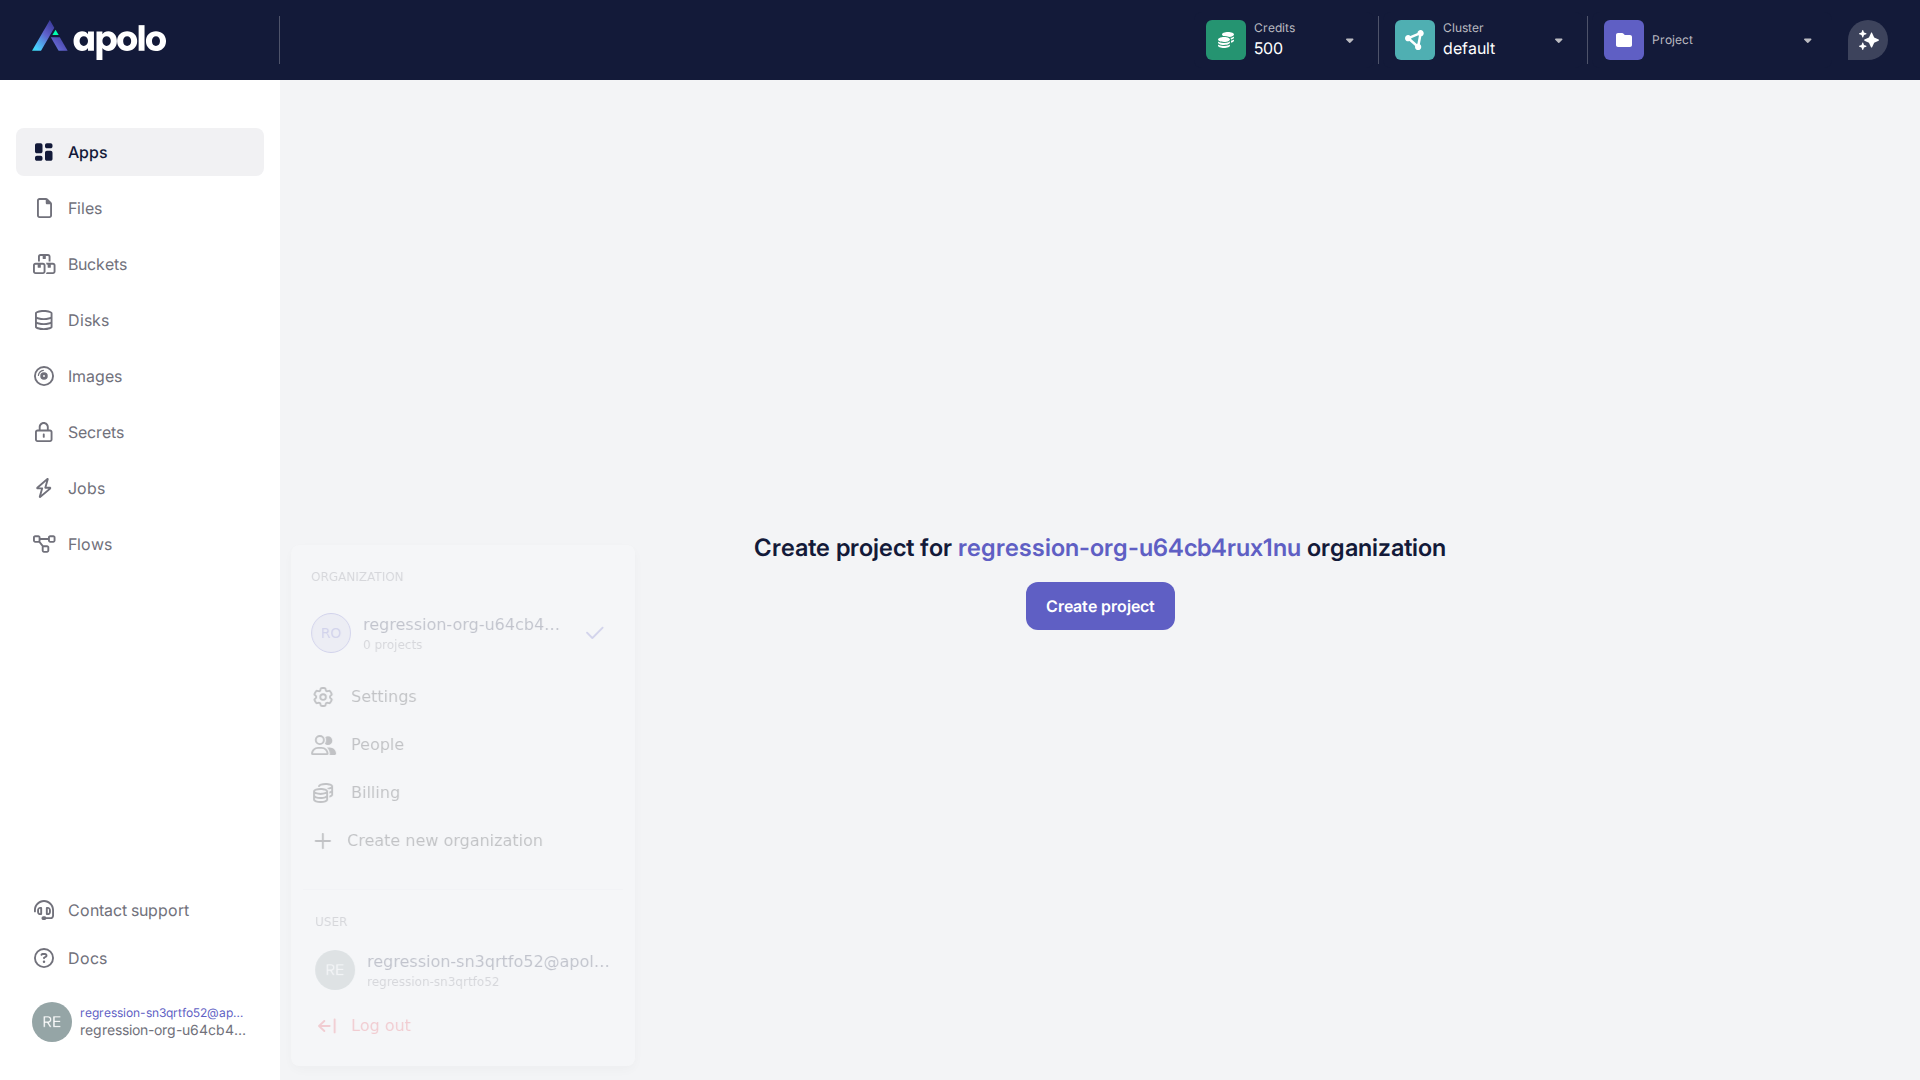 apolo
Credits
500
Cluster
default
Project
Apps
Files
Buckets
Disks
Images
Secrets
Jobs
Flows
Create project for regression-org-u64cb4rux1nu organization
Create project
ORGANIZATION
RO
regression-org-u64cb4...
0 projects
Settings
People
Billing
Create new organization
USER
RE
regression-sn3qrtfo52@apol...
regression-sn3qrtfo52
Log out
Contact support
Docs
RE
regression-sn3qrtfo52@ap...
regression-org-u64cb4...